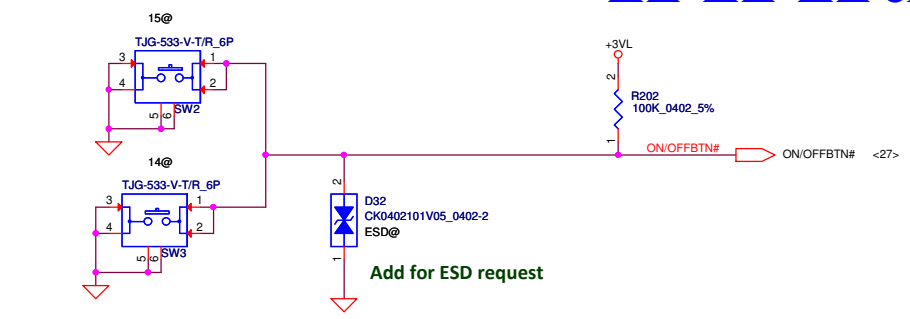 15@
TJG-533-V-T/R_6P
3
1
4
2
5
6
SW2
14@
TJG-533-V-T/R_6P
3
1
4
2
5
6
SW3
2
D32
CK0402101V05_0402-2
ESD@
1
Add for ESD request
+3VL
2
R202
100K_0402_5%
1
ON/OFFBTN#
ON/OFFBTN# <27>